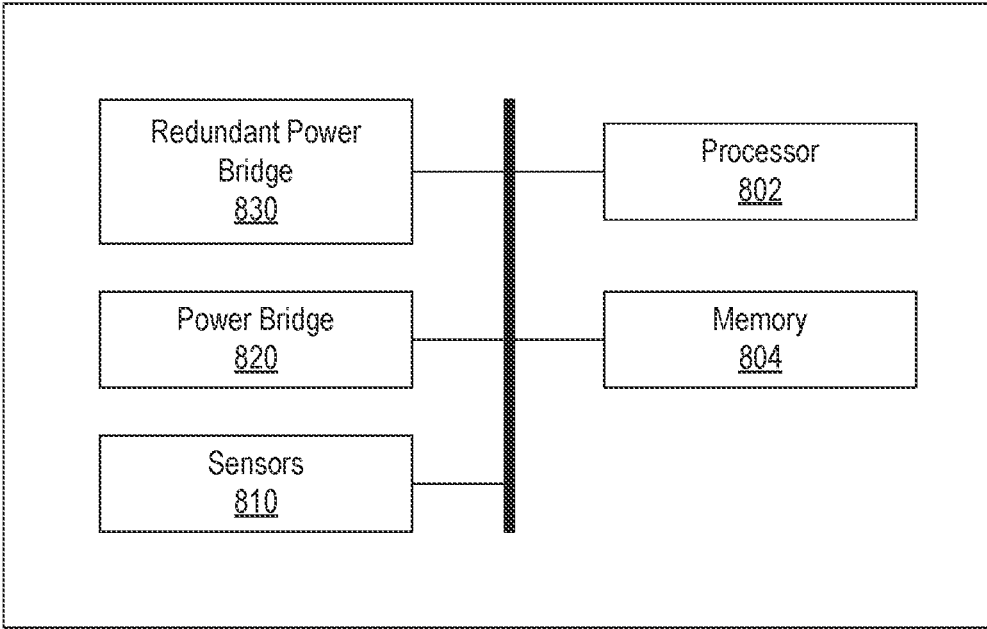 Redundant Power
Bridge
830
Processor
802
Power Bridge
820
Memory
804
Sensors
810